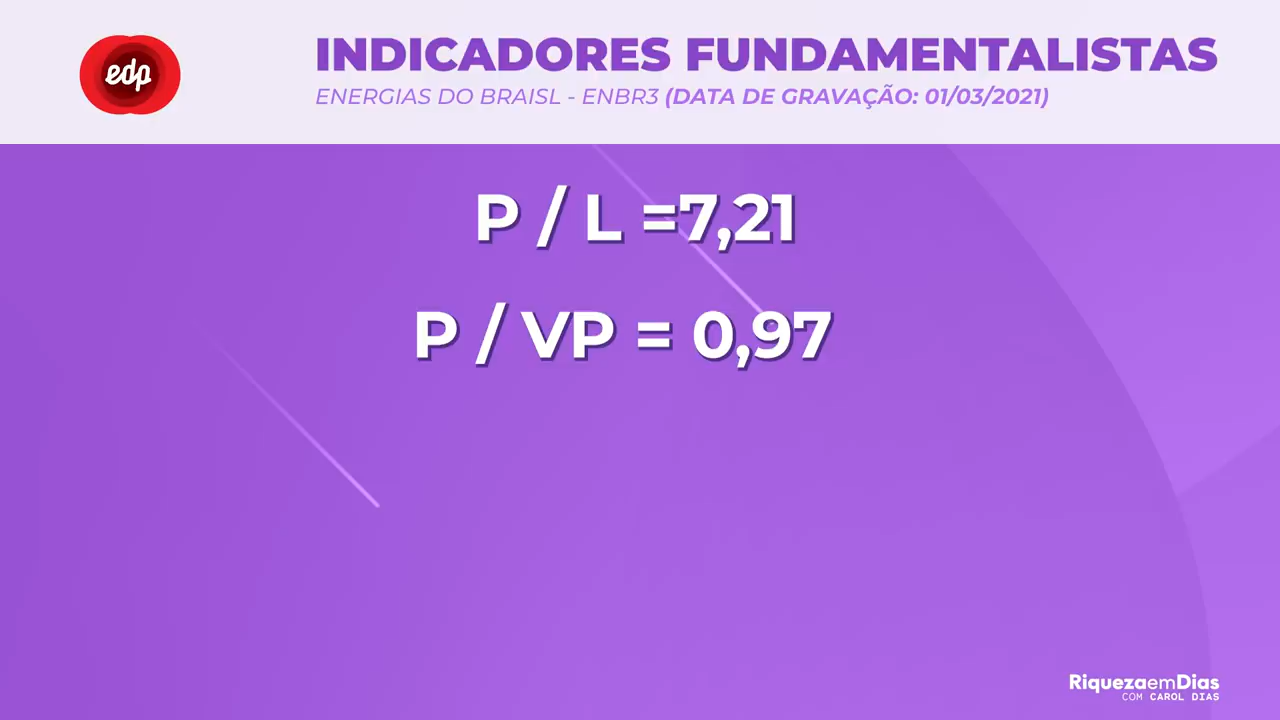 edp
INDICADORES FUNDAMENTALISTAS
ENERGIAS DO BRAISL - ENBR3 (DATA DE GRAVAÇÃO: 01/03/2021)
P / L =7,21
P / VP = 0,97
RiquezaemDias
COM CAROL DIAS